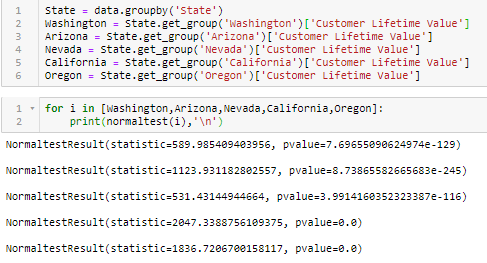 1 State = data.groupby('State')
2 Washington = State.get_group('Washington')['Customer Lifetime Value']
3 Arizona = State.get_group('Arizona')['Customer Lifetime Value']
4 Nevada = State.get_group('Nevada')['Customer Lifetime Value']
5 California = State.get_group('California')['Customer Lifetime Value']
6 Oregon = State.get_group('Oregon')['Customer Lifetime Value']
1 for i in [Washington,Arizona,Nevada,California,Oregon]:
2 print(normaltest(i),'\n')
NormaltestResult(statistic=589.985409403956, pvalue=7.69655090624974e-129)
NormaltestResult(statistic=1123.931182802557, pvalue=8.73865582665683e-245)
NormaltestResult(statistic=531.43144944664, pvalue=3.9914160352323387e-116)
NormaltestResult(statistic=2047.3388756109375, pvalue=0.0)
NormaltestResult(statistic=1836.7206700158117, pvalue=0.0)